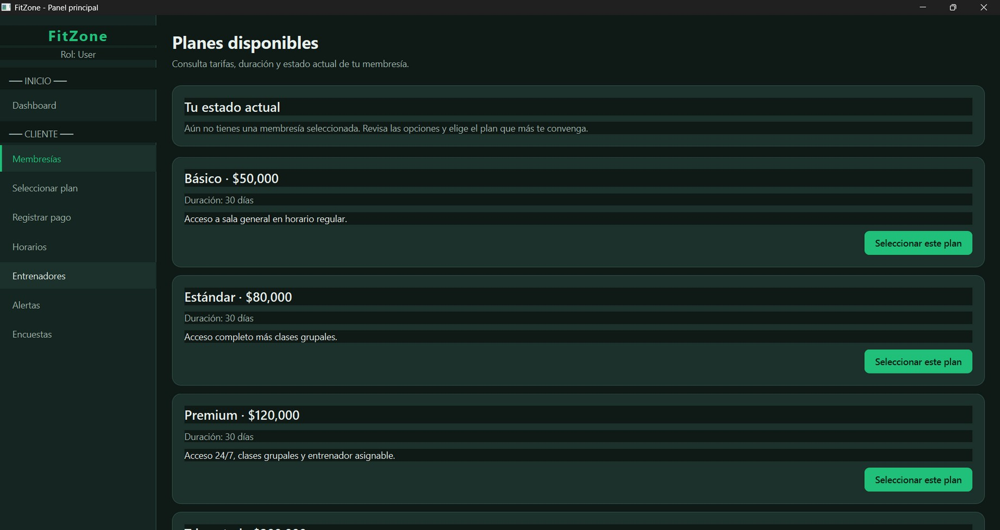 FitZone - Panel principal
FitZone
Rol: User
── INICIO ──
Dashboard
── CLIENTE ──
Membresías
Seleccionar plan
Registrar pago
Horarios
Entrenadores
Alertas
Encuestas
Planes disponibles
Consulta tarifas, duración y estado actual de tu membresía.
Tu estado actual
Aún no tienes una membresía seleccionada. Revisa las opciones y elige el plan que más te convenga.
Básico · $50,000
Duración: 30 días
Acceso a sala general en horario regular.
Seleccionar este plan
Estándar · $80,000
Duración: 30 días
Acceso completo más clases grupales.
Seleccionar este plan
Premium · $120,000
Duración: 30 días
Acceso 24/7, clases grupales y entrenador asignable.
Seleccionar este plan